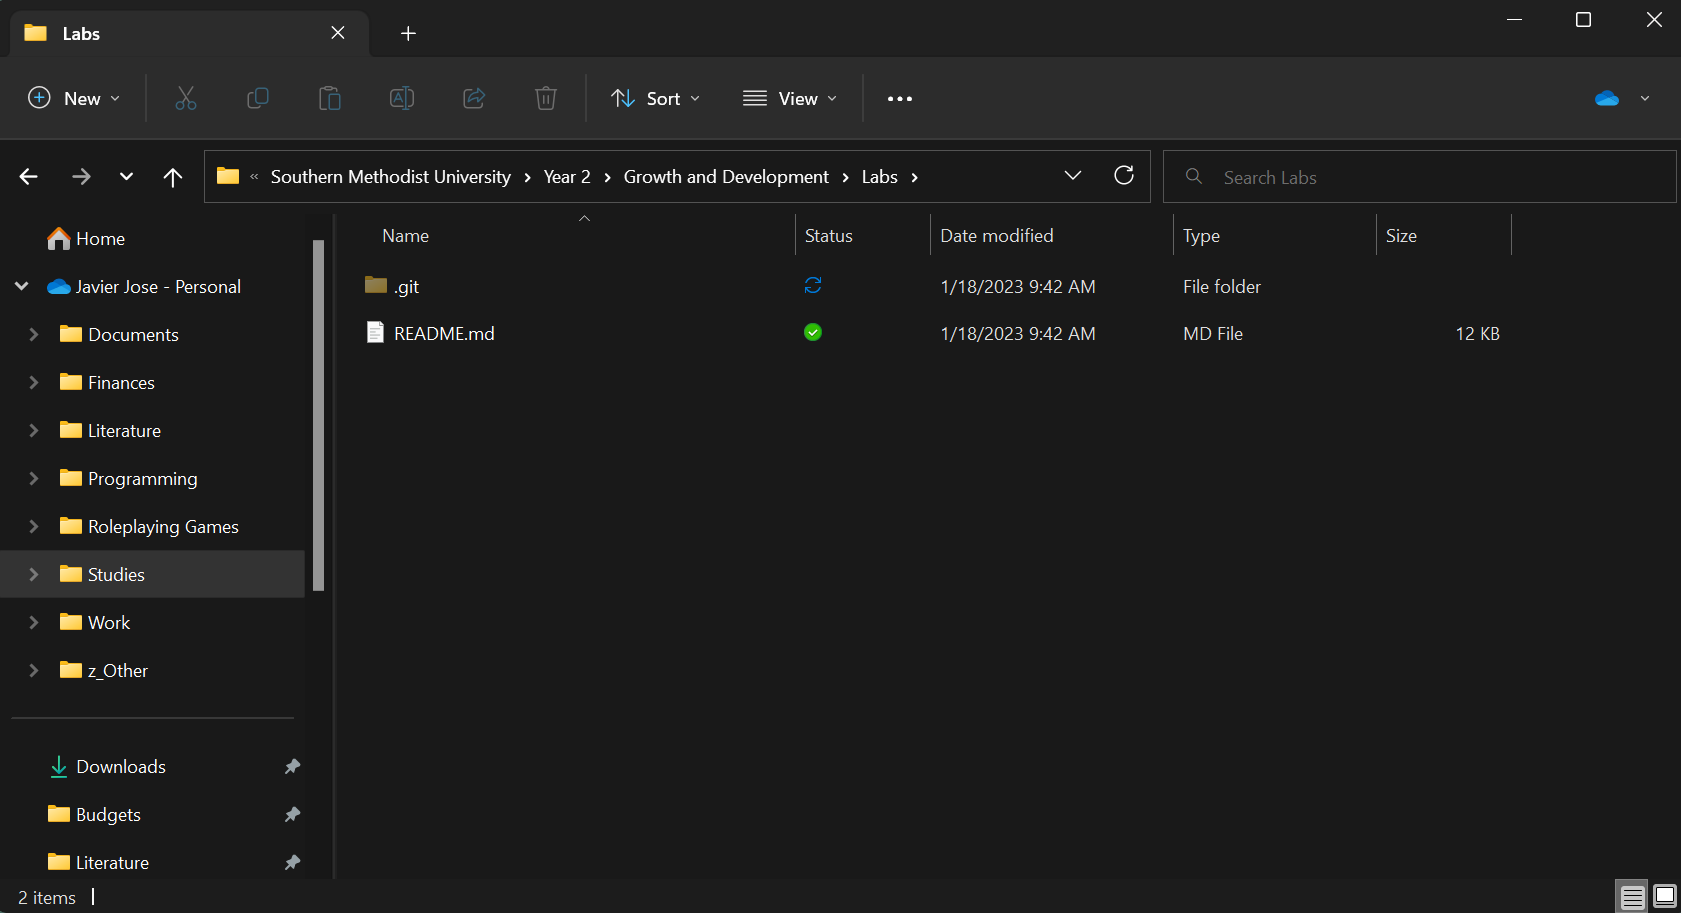 Labs
New
Sort
View
« Southern Methodist University › Year 2 › Growth and Development › Labs ›
Search Labs
Home
Javier Jose - Personal
Documents
Finances
Literature
Programming
Roleplaying Games
Studies
Work
z_Other
Downloads
Budgets
Literature
Name Status Date modified Type Size
.git 1/18/2023 9:42 AM File folder
README.md 1/18/2023 9:42 AM MD File 12 KB
2 items